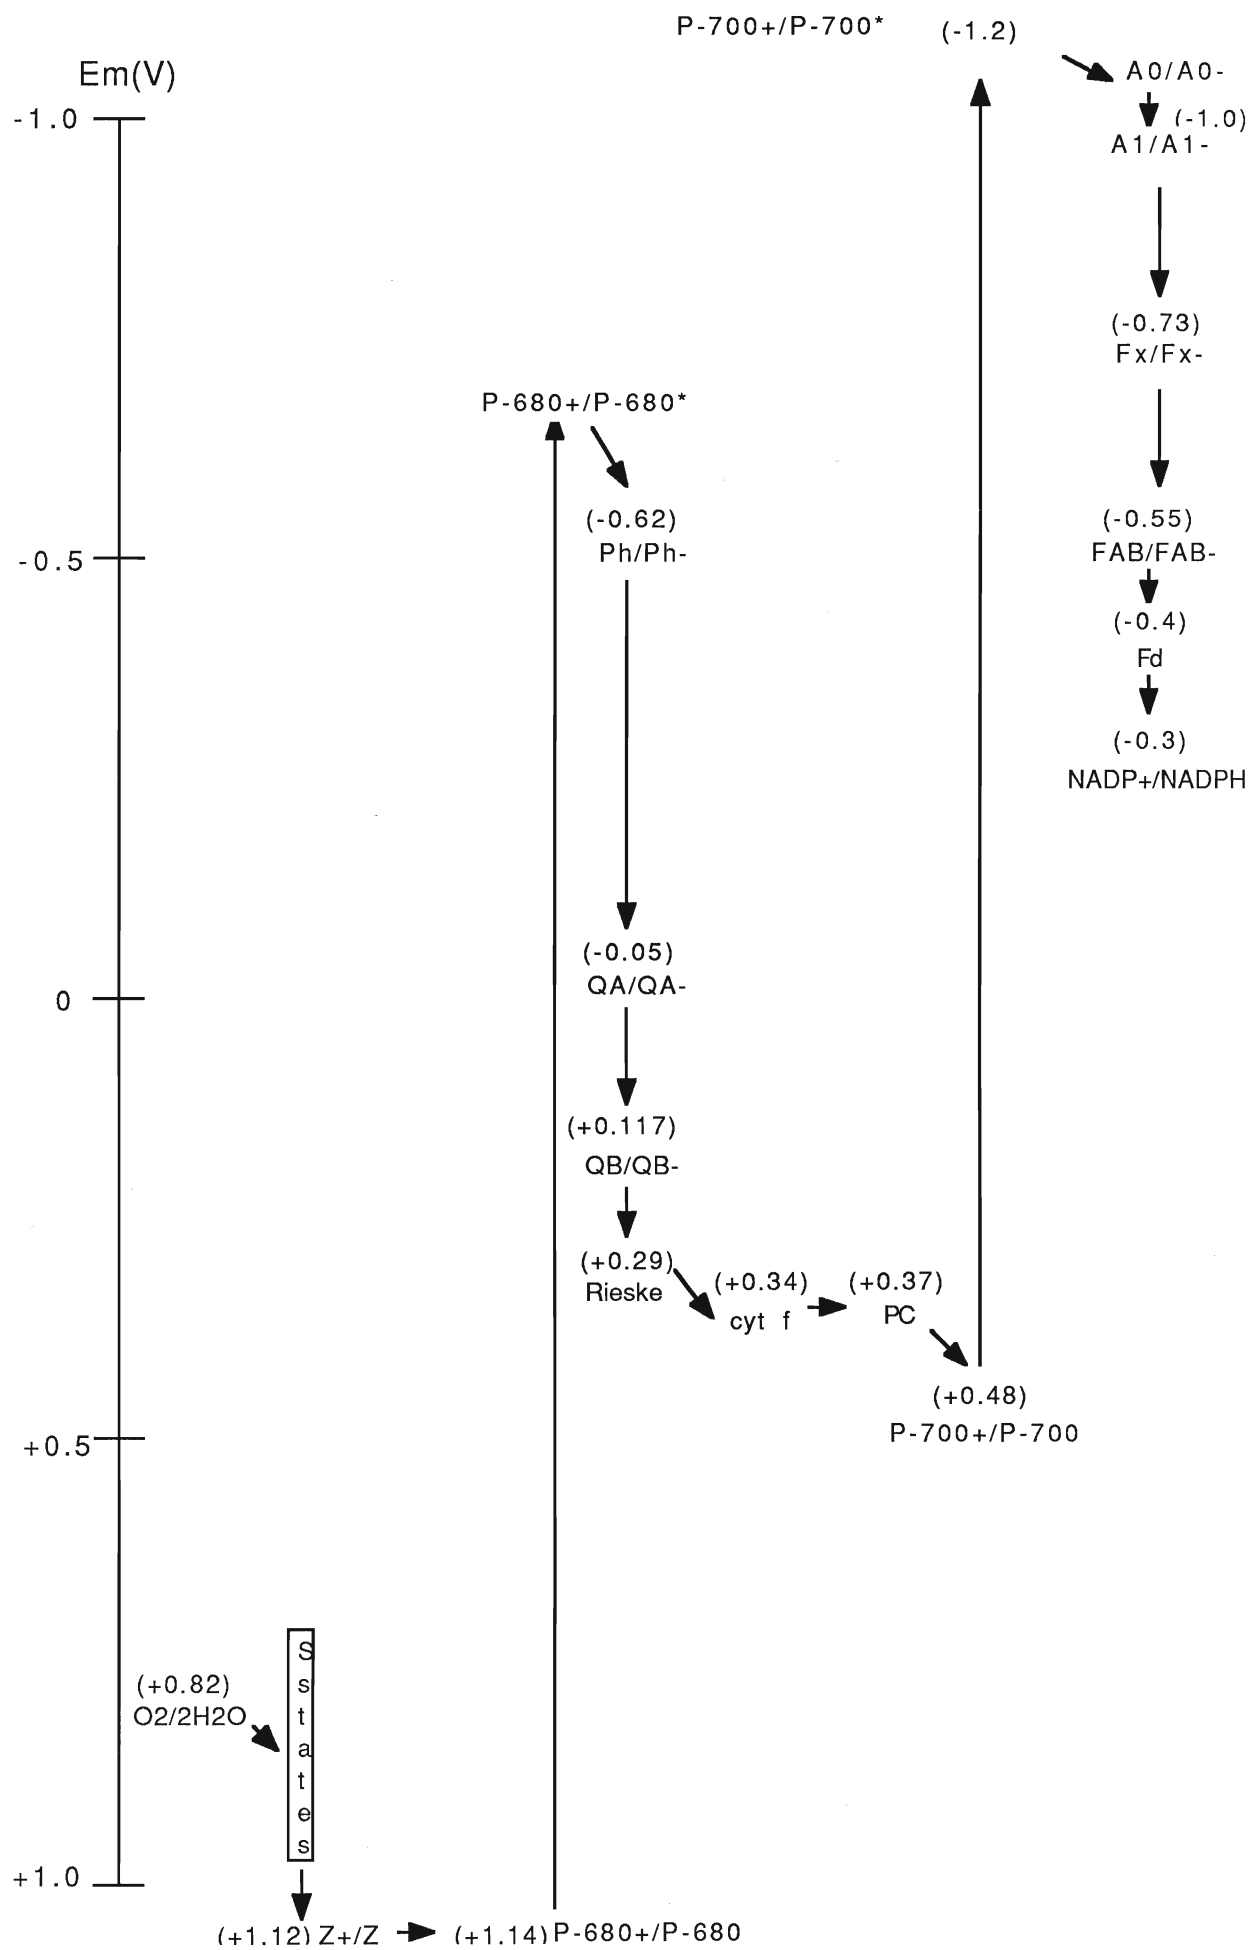 P-700+/P-700* (-1.2)
Em(V)
A0/A0-
-1.0
(-1.0)
A1/A1-
(-0.73)
Fx/Fx-
P-680+/P-680*
(-0.62)
Ph/Ph-
(-0.55)
FAB/FAB-
-0.5
(-0.4)
Fd
(-0.3)
NADP+/NADPH
(-0.05)
QA/QA-
0
(+0.117)
QB/QB-
(+0.29)
Rieske
(+0.34)
cyt f
(+0.37)
PC
(+0.48)
P-700+/P-700
+0.5
S states
(+0.82)
O2/2H2O
+1.0
(+1.12) Z+/Z
(+1.14) P-680+/P-680